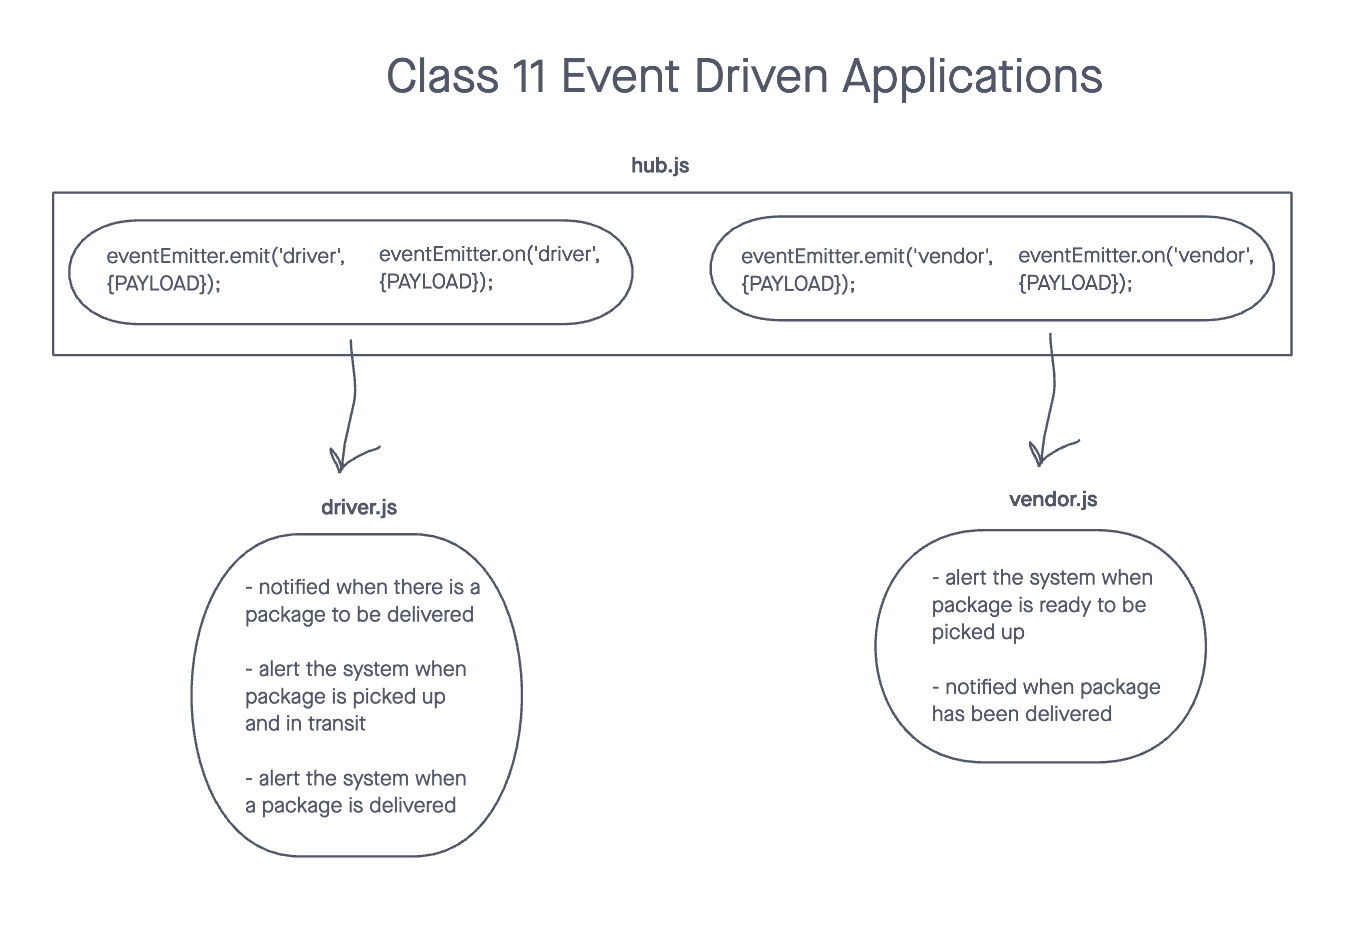 Class 11 Event Driven Applications
hub.js
eventEmitter.emit('driver',
{PAYLOAD});
eventEmitter.on('driver',
{PAYLOAD});
eventEmitter.emit('vendor',
{PAYLOAD});
eventEmitter.on('vendor',
{PAYLOAD});
driver.js
- notified when there is a
package to be delivered
- alert the system when
package is picked up
and in transit
- alert the system when
a package is delivered
vendor.js
- alert the system when
package is ready to be
picked up
- notified when package
has been delivered